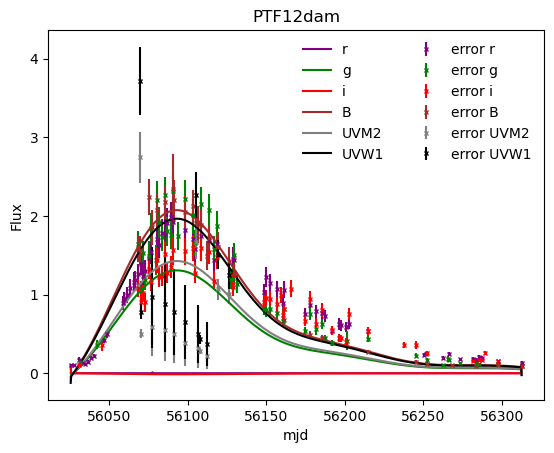 PTF12dam
r
g
i
B
UVM2
UVW1
error r
error g
error i
error B
error UVM2
error UVW1
Flux
4
3
2
1
0
56050 56100 56150 56200 56250 56300
mjd